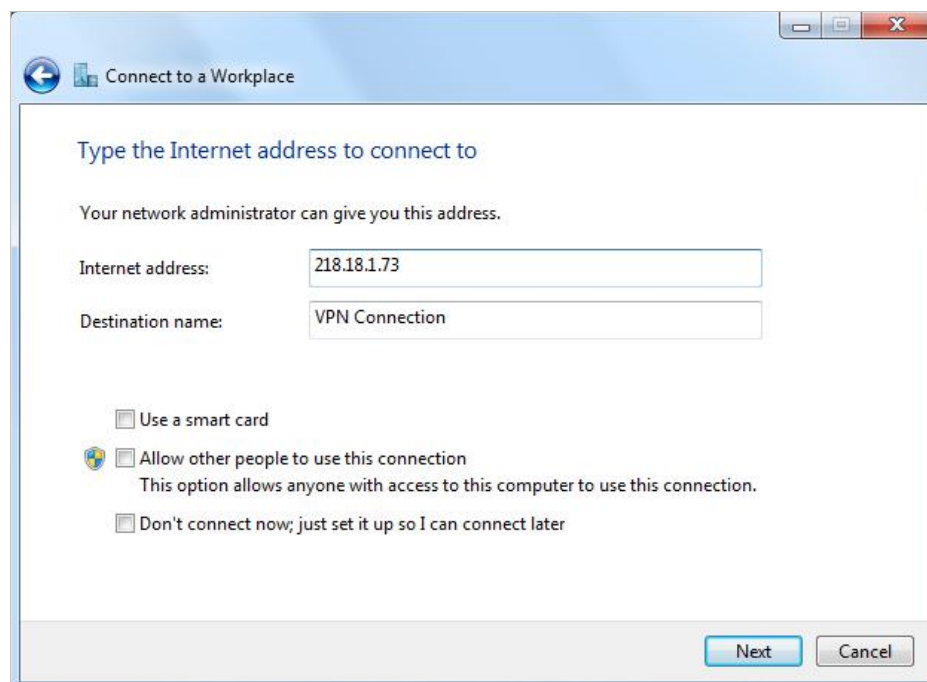 Connect to a Workplace
Type the Internet address to connect to
Your network administrator can give you this address.
Internet address: 218.18.1.73
Destination name: VPN Connection
Use a smart card
Allow other people to use this connection
This option allows anyone with access to this computer to use this connection.
Don't connect now; just set it up so I can connect later
Next Cancel